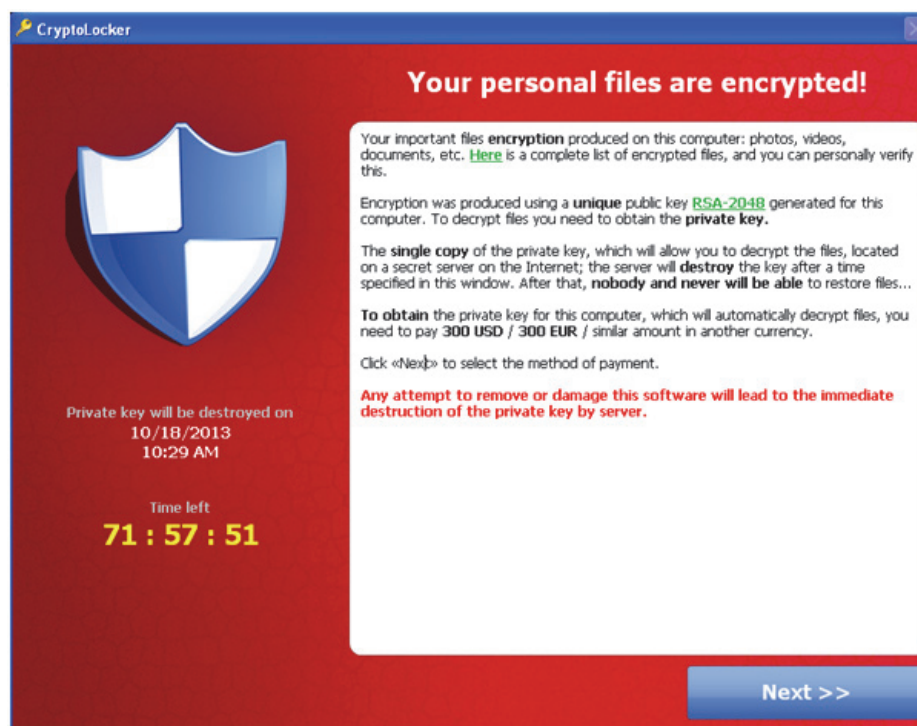 CryptoLocker
Your personal files are encrypted!
Your important files encryption produced on this computer: photos, videos,
documents, etc. Here is a complete list of encrypted files, and you can personally verify
this.
Encryption was produced using a unique public key RSA-2048 generated for this
computer. To decrypt files you need to obtain the private key.
The single copy of the private key, which will allow you to decrypt the files, located
on a secret server on the Internet; the server will destroy the key after a time
specified in this window. After that, nobody and never will be able to restore files...
To obtain the private key for this computer, which will automatically decrypt files, you
need to pay 300 USD / 300 EUR / similar amount in another currency.
Click «Next» to select the method of payment.
Any attempt to remove or damage this software will lead to the immediate
destruction of the private key by server.
Private key will be destroyed on
10/18/2013
10:29 AM
Time left
71 : 57 : 51
Next >>